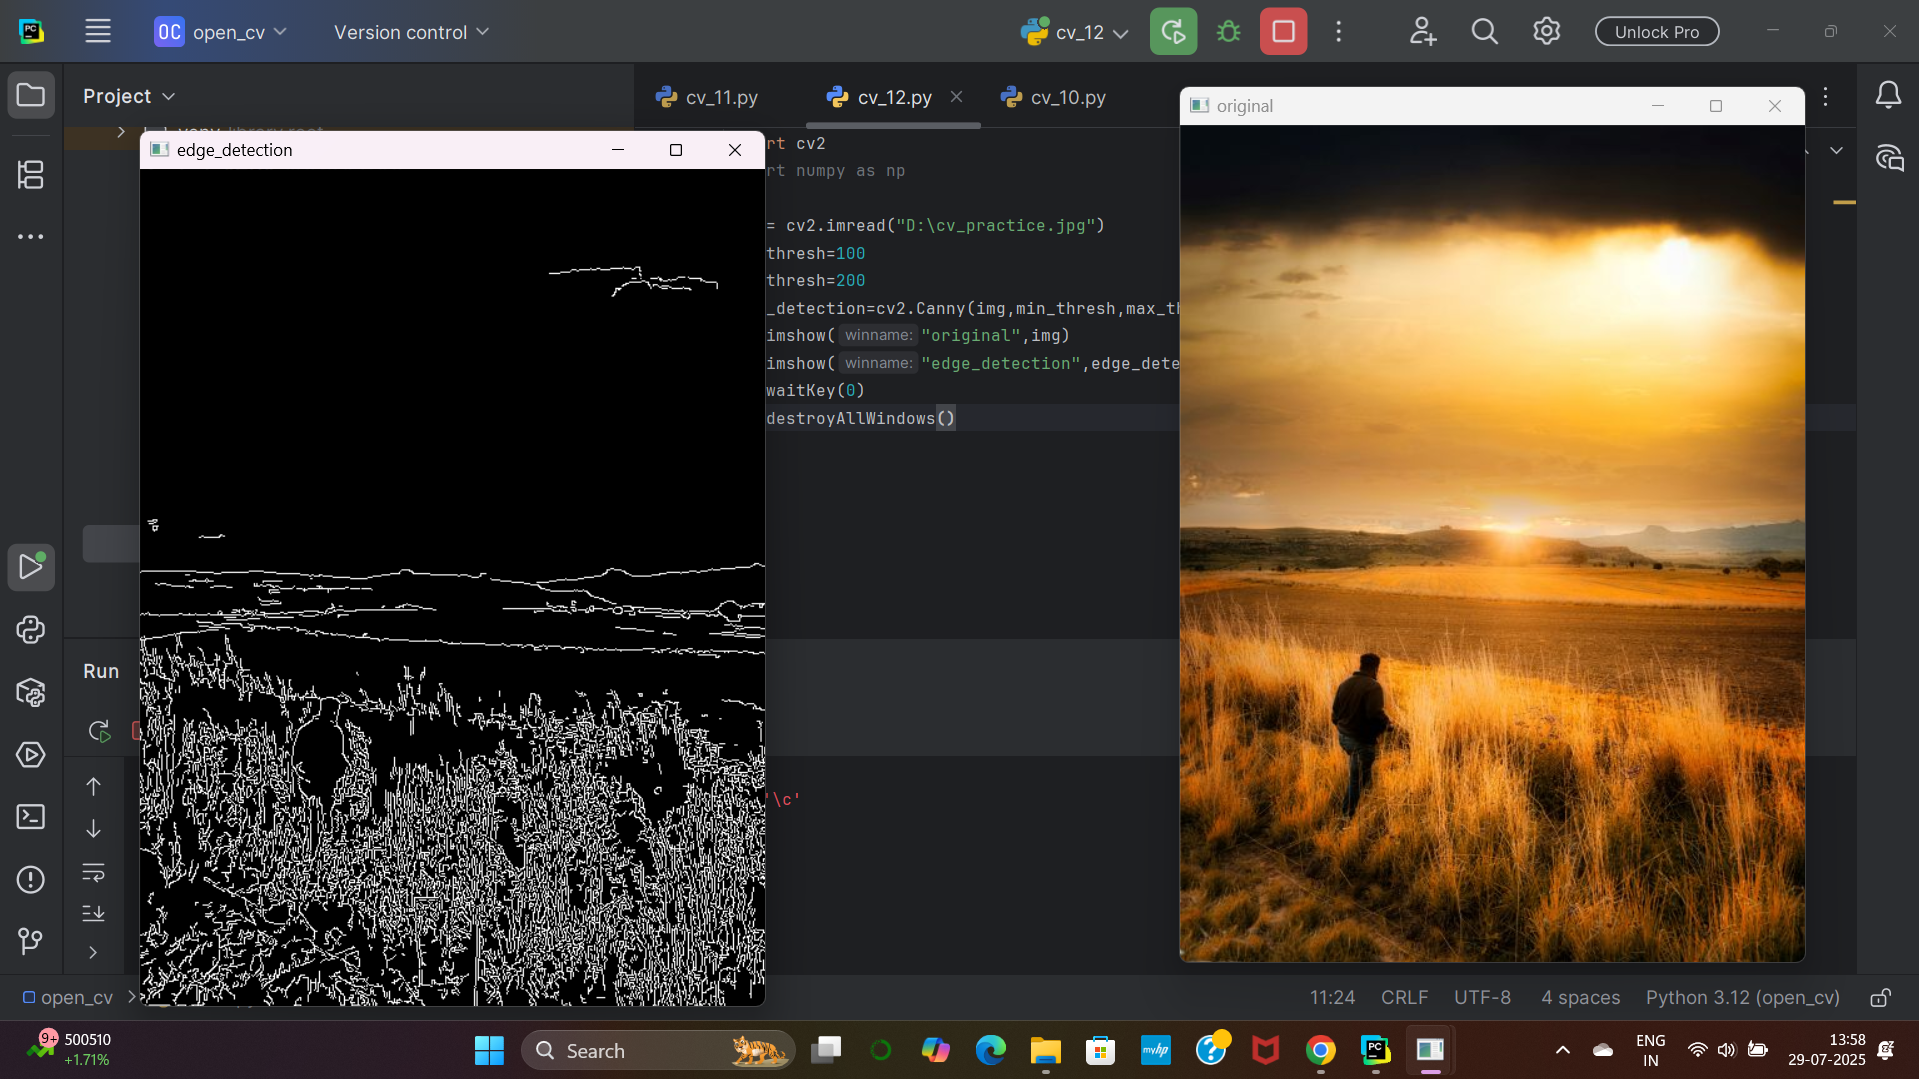 PC
OC open_cv
Version control
cv_12
Unlock Pro
Project
cv_11.py
cv_12.py
cv_10.py
original
edge_detection
rt cv2
rt numpy as np
= cv2.imread("D:\cv_practice.jpg")
thresh=100
thresh=200
_detection=cv2.Canny(img,min_thresh,max_th
imshow( winname: "original",img)
imshow( winname: "edge_detection",edge_dete
waitKey(0)
destroyAllWindows()
Run
'\c'
open_cv
11:24
CRLF
UTF-8
4 spaces
Python 3.12 (open_cv)
9+
500510
+1.71%
Search
myhp
PC
ENG
IN
13:58
29-07-2025